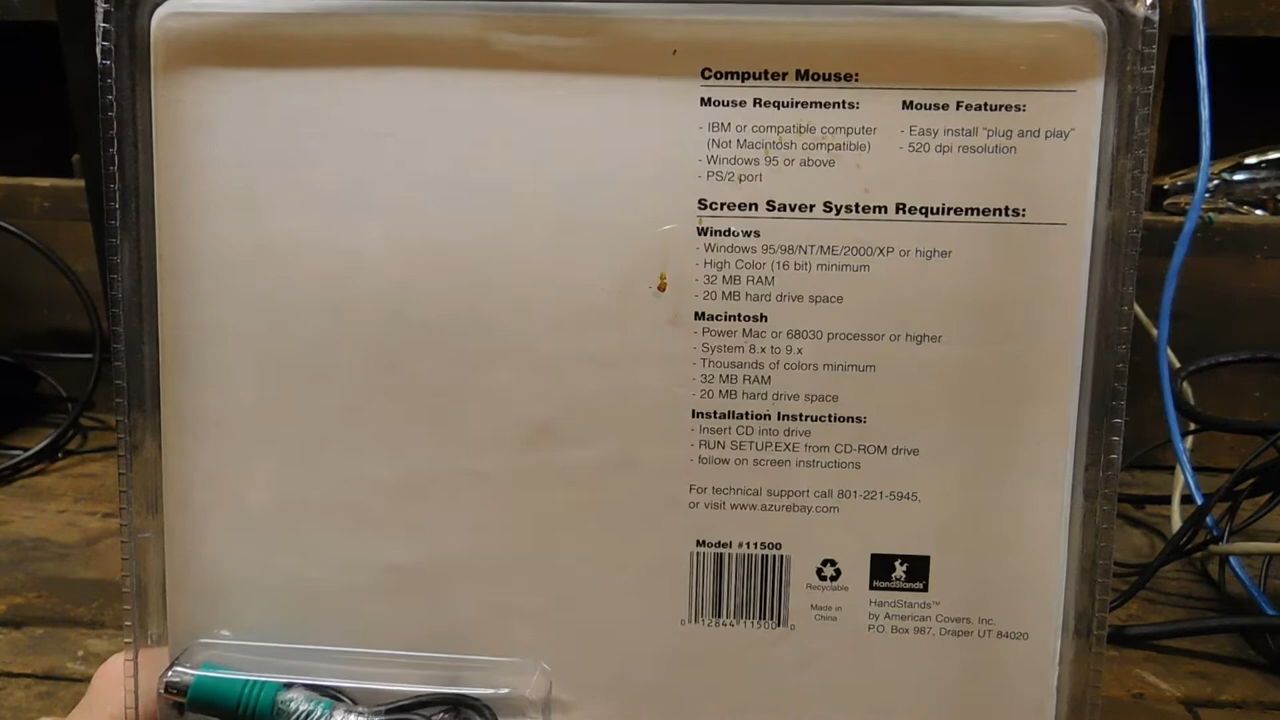 Computer Mouse:
Mouse Requirements:
- IBM or compatible computer
(Not Macintosh compatible)
- Windows 95 or above
- PS/2 port
Mouse Features:
- Easy install "plug and play"
- 520 dpi resolution
Screen Saver System Requirements:
Windows
- Windows 95/98/NT/ME/2000/XP or higher
- High Color (16 bit) minimum
- 32 MB RAM
- 20 MB hard drive space
Macintosh
- Power Mac or 68030 processor or higher
- System 8.x to 9.x
- Thousands of colors minimum
- 32 MB RAM
- 20 MB hard drive space
Installation Instructions:
- Insert CD into drive
- RUN SETUP.EXE from CD-ROM drive
- follow on screen instructions
For technical support call 801-221-5945,
or visit www.azurebay.com
Model #11500
0 12844 11500 0
Recyclable
Made in
China
HandStands
HandStands™
by American Covers, Inc.
P.O. Box 987, Draper UT 84020